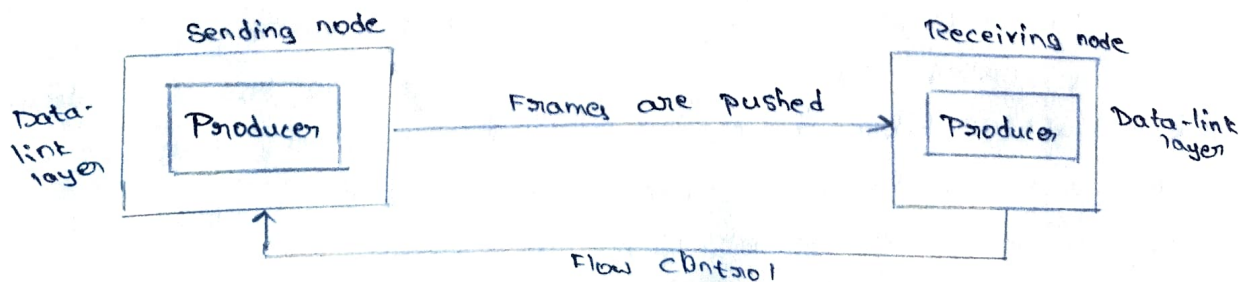 Sending node
Receiving node
Data-
link
layer
Producer
Frames are pushed
Producer
Data-link
layer
Flow control